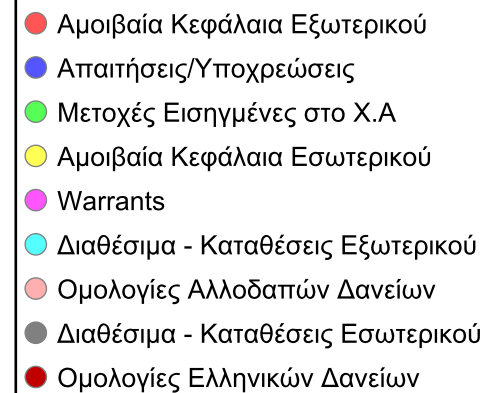 Αμοιβαία Κεφάλαια Εξωτερικού
Απαιτήσεις/Υποχρεώσεις
Μετοχές Εισηγμένες στο Χ.Α
Αμοιβαία Κεφάλαια Εσωτερικού
Warrants
Διαθέσιμα - Καταθέσεις Εξωτερικού
Ομολογίες Αλλοδαπών Δανείων
Διαθέσιμα - Καταθέσεις Εσωτερικού
Ομολογίες Ελληνικών Δανείων